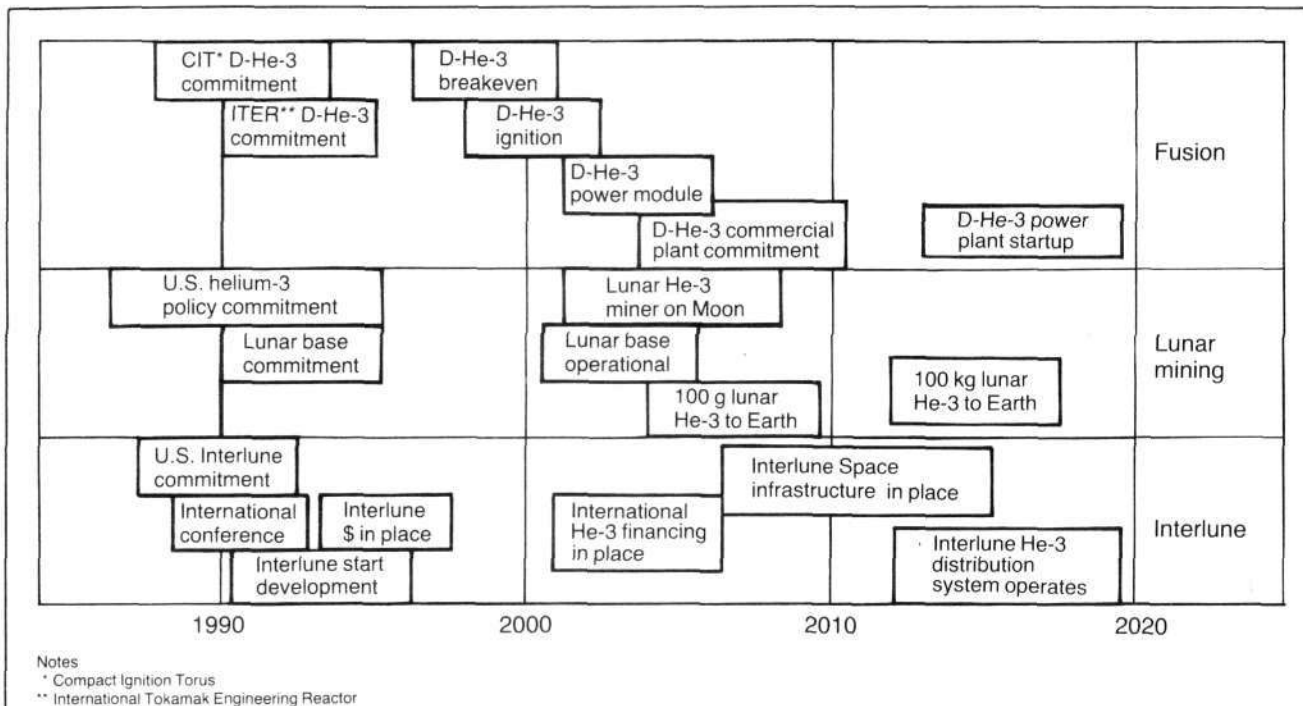 CIT* D-He-3
commitment
D-He-3
breakeven
ITER** D-He-3
commitment
D-He-3
ignition
D-He-3
power module
D-He-3 commercial
plant commitment
D-He-3 power
plant startup
Fusion
U.S. helium-3
policy commitment
Lunar He-3
miner on Moon
Lunar base
commitment
Lunar base
operational
100 g lunar
He-3 to Earth
100 kg lunar
He-3 to Earth
Lunar
mining
U.S. Interlune
commitment
International
conference
Interlune
$ in place
Interlune start
development
International
He-3 financing
in place
Interlune Space
infrastructure in place
Interlune He-3
distribution
system operates
Interlune
1990
2000
2010
2020
Notes
* Compact Ignition Torus
** International Tokamak Engineering Reactor